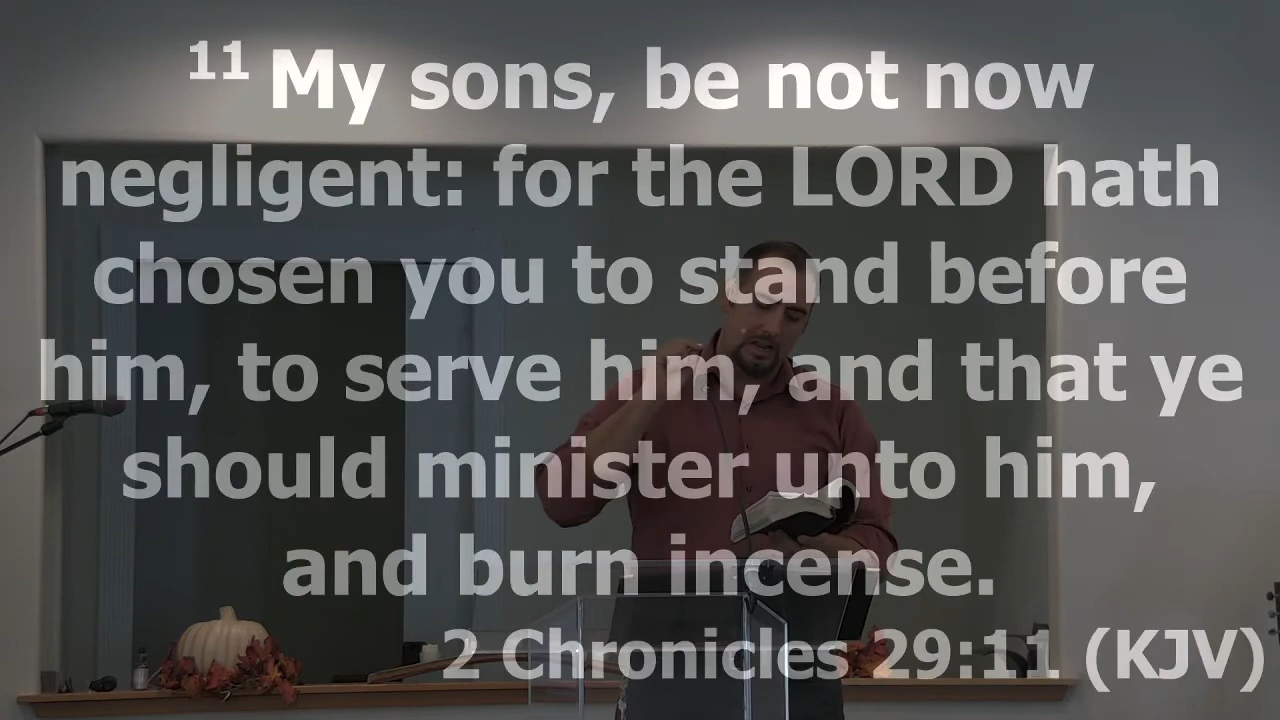 11 My sons, be not now
negligent: for the LORD hath
chosen you to stand before
him, to serve him, and that ye
should minister unto him,
and burn incense.
2 Chronicles 29:11 (KJV)